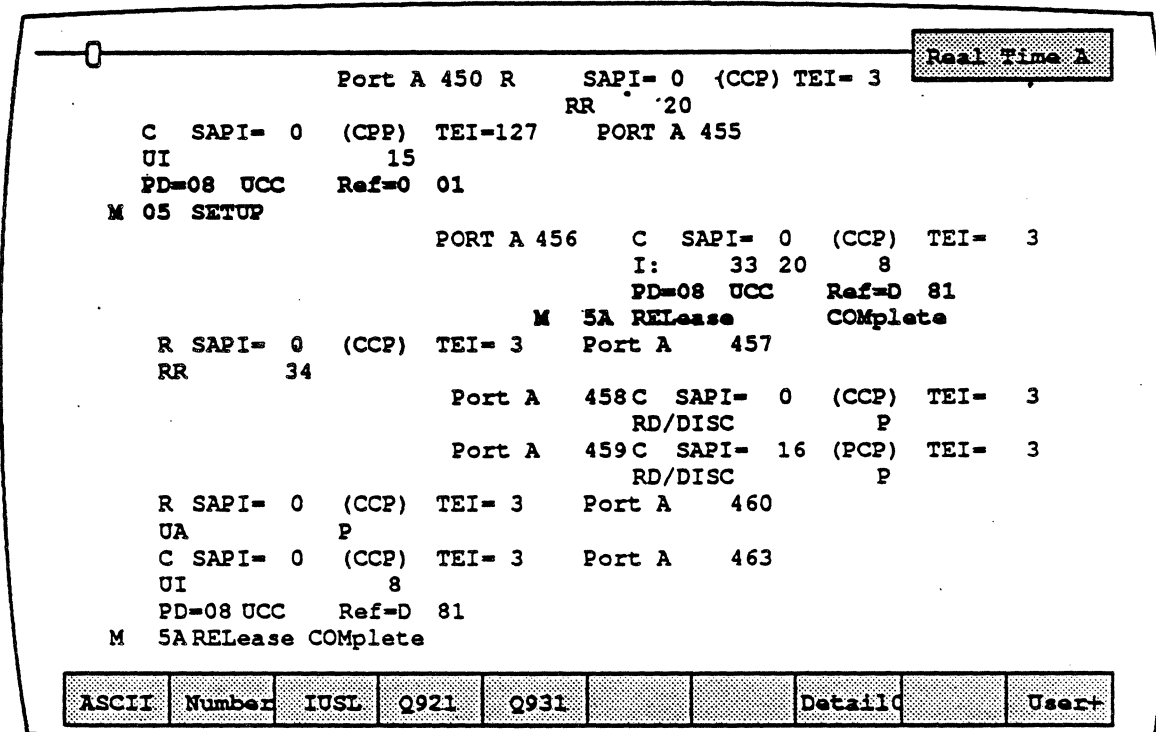 Real Time A
Port A 450 R SAPI= 0 (CCP) TEI= 3
RR 20
C SAPI= 0 (CPP) TEI=127 PORT A 455
UI 15
PD=08 UCC Ref=0 01
M 05 SETUP
PORT A 456 C SAPI= 0 (CCP) TEI= 3
I: 33 20 8
PD=08 UCC Ref=D 81
M 5A RELease COMplete
R SAPI= 0 (CCP) TEI= 3 Port A 457
RR 34
Port A 458 C SAPI= 0 (CCP) TEI= 3
RD/DISC P
Port A 459 C SAPI= 16 (PCP) TEI= 3
RD/DISC P
R SAPI= 0 (CCP) TEI= 3 Port A 460
UA P
C SAPI= 0 (CCP) TEI= 3 Port A 463
UI 8
PD=08 UCC Ref=D 81
M 5A RELease COMplete
ASCII Number IUSL Q921 Q931 DetailC User+